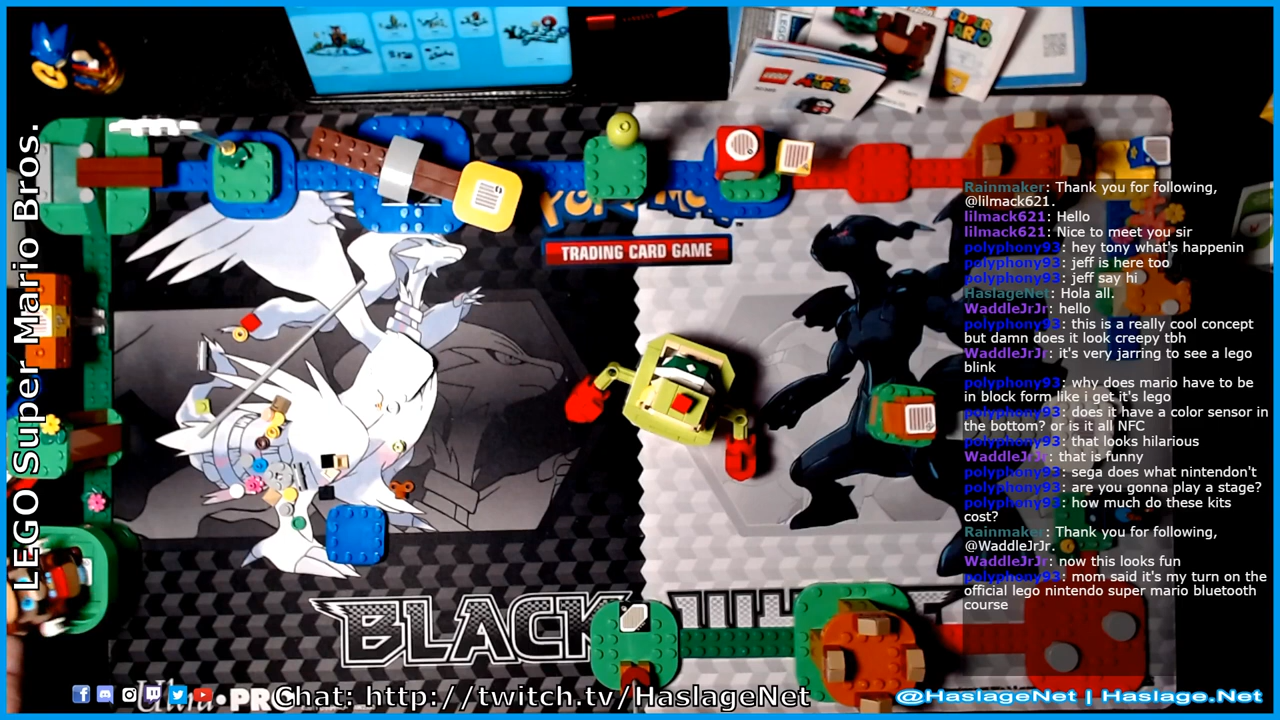 LEGO
SUPER
MARIO
SUPER
MARIO
LEGO Super Mario Bros.
TRADING CARD GAME
Rainmaker: Thank you for following,
@lilmack621.
lilmack621: Hello
lilmack621: Nice to meet you sir
polyphony93: hey tony what's happenin
polyphony93: jeff is here too
polyphony93: jeff say hi
HaslageNet: Hola all.
WaddleJrJr: hello
polyphony93: this is a really cool concept
but damn does it look creepy tbh
WaddleJrJr: it's very jarring to see a lego
blink
polyphony93: why does mario have to be
in block form like i get it's lego
polyphony93: does it have a color sensor in
the bottom? or is it all NFC
polyphony93: that looks hilarious
WaddleJrJr: that is funny
polyphony93: sega does what nintendon't
polyphony93: are you gonna play a stage?
polyphony93: how much do these kits
cost?
Rainmaker: Thank you for following,
@WaddleJrJr.
WaddleJrJr: now this looks fun
polyphony93: mom said it's my turn on the
official lego nintendo super mario bluetooth
course
BLACK
Ultra•PRO
Chat: http://twitch.tv/HaslageNet
@HaslageNet | Haslage.Net